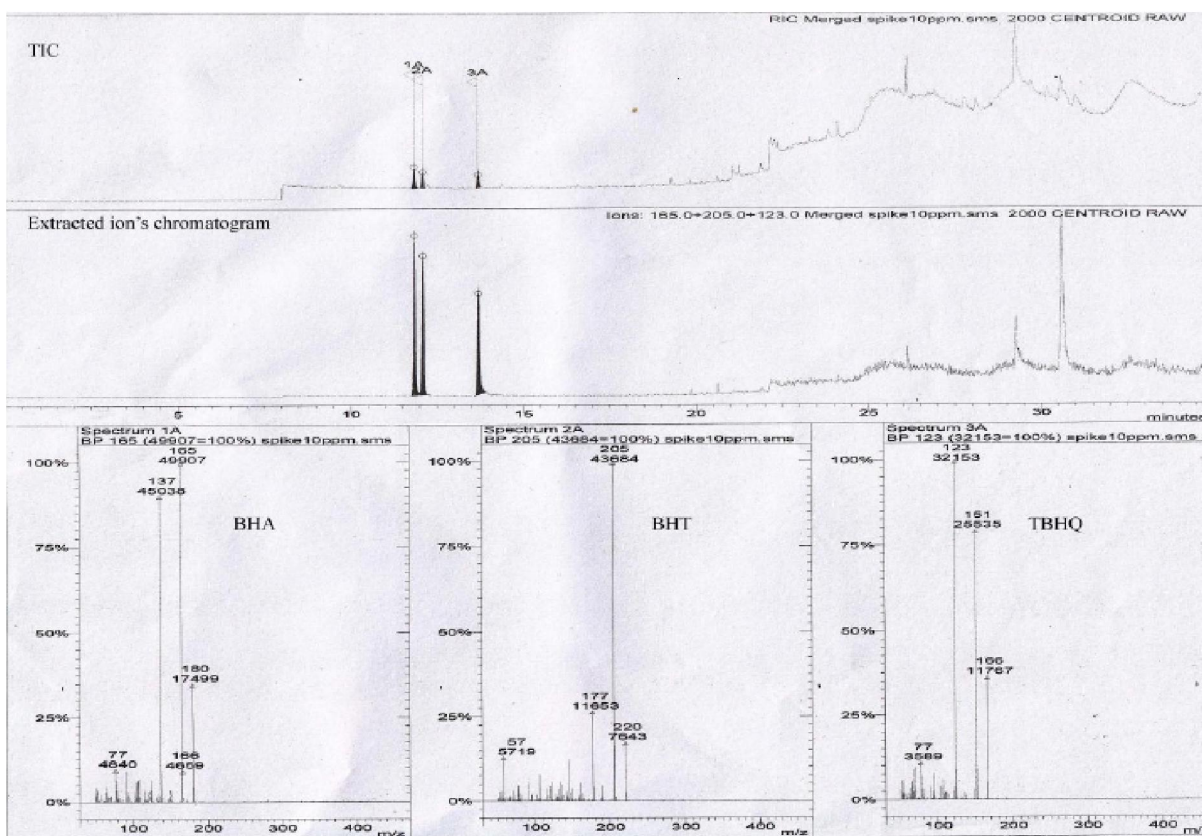 RIC Merged spike10ppm.sms 2000 CENTROID RAW
TIC
1A
2A
3A
Extracted ion's chromatogram
Ions: 165.0+205.0+123.0 Merged spike10ppm.sms 2000 CENTROID RAW
5 10 15 20 25 30
minutes
Spectrum 1A
BP 165 (49907=100%) spike10ppm.sms
165
49907
100%
137
45038
BHA
75%
50%
180
17499
25%
77
4840
166
4659
0%
100 200 300 400
m/z
Spectrum 2A
BP 205 (43684=100%) spike10ppm.sms
205
43684
100%
BHT
75%
50%
177
11653
25%
220
7643
57
5719
0%
100 200 300 400
m/z
Spectrum 3A
BP 123 (32153=100%) spike10ppm.sms
123
32153
100%
151
25535
TBHQ
75%
50%
166
11767
25%
77
3589
0%
100 200 300 400
m/z